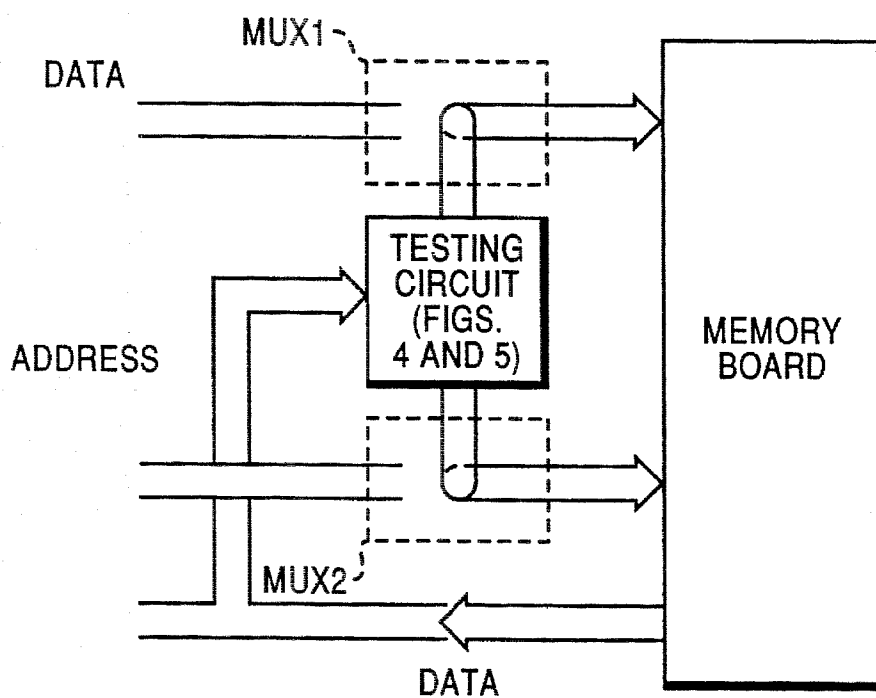 MUX1
DATA
TESTING
CIRCUIT
(FIGS.
4 AND 5)
MEMORY
BOARD
ADDRESS
MUX2
DATA